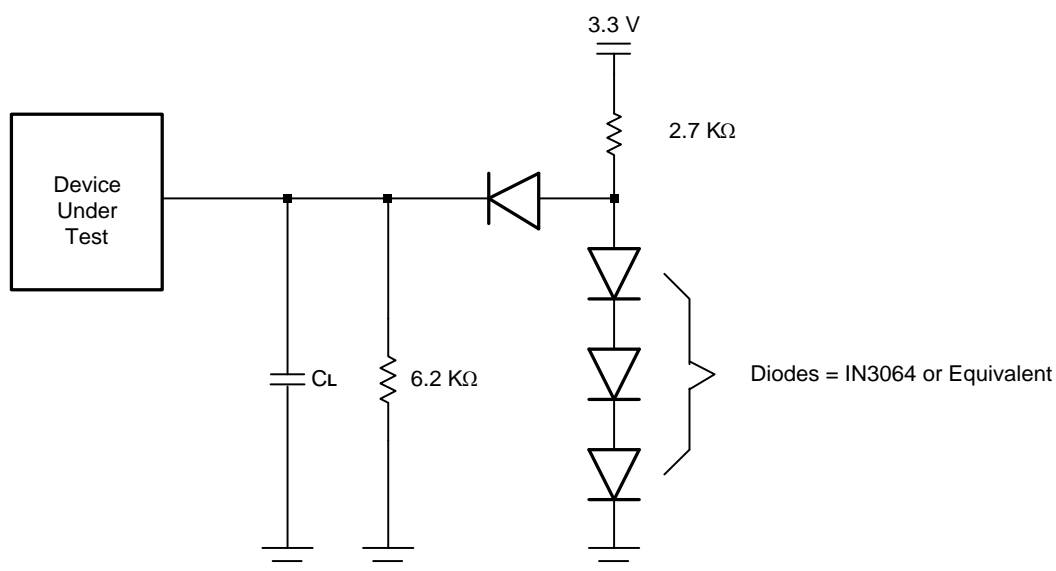 3.3 V
2.7 KΩ
Device
Under
Test
CL
6.2 KΩ
Diodes = IN3064 or Equivalent